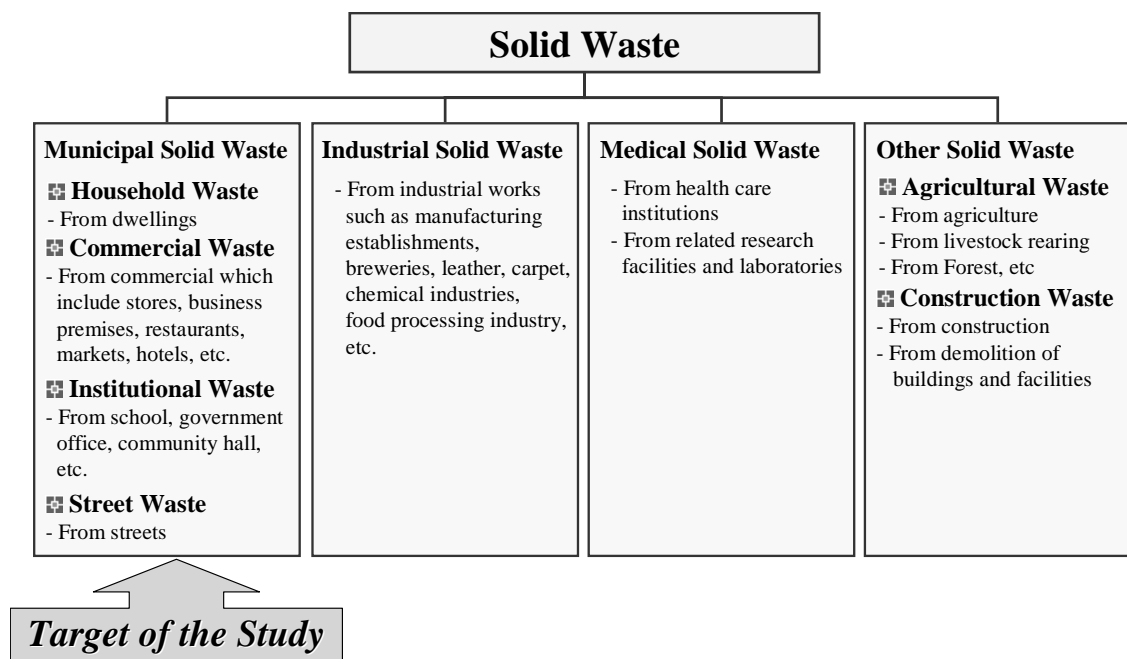 Solid Waste
Municipal Solid Waste
Household Waste
- From dwellings
Commercial Waste
- From commercial which
include stores, business
premises, restaurants,
markets, hotels, etc.
Institutional Waste
- From school, government
office, community hall,
etc.
Street Waste
- From streets
Industrial Solid Waste
- From industrial works
such as manufacturing
establishments,
breweries, leather, carpet,
chemical industries,
food processing industry,
etc.
Medical Solid Waste
- From health care
institutions
- From related research
facilities and laboratories
Other Solid Waste
Agricultural Waste
- From agriculture
- From livestock rearing
- From Forest, etc
Construction Waste
- From construction
- From demolition of
buildings and facilities
Target of the Study